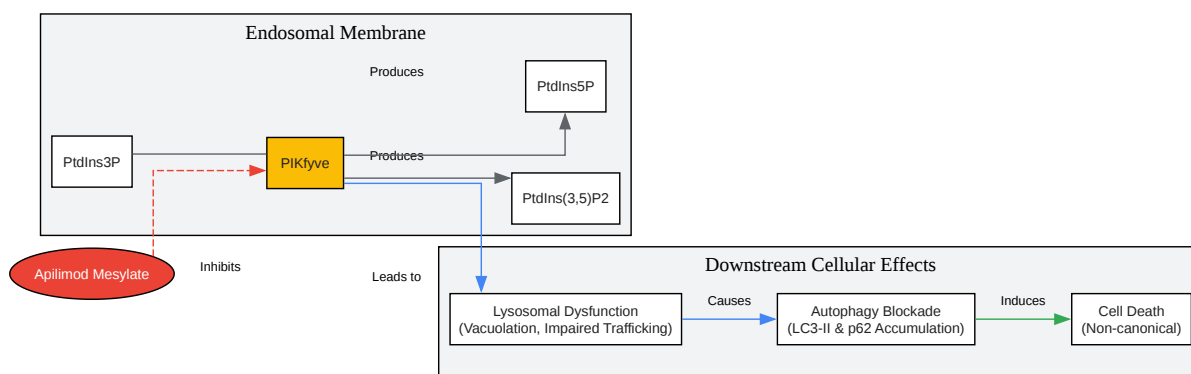 Endosomal Membrane
Produces
PtdIns5P
PtdIns3P
PIKfyve
Produces
PtdIns(3,5)P2
Apilimod Mesylate
Inhibits
Leads to
Downstream Cellular Effects
Lysosomal Dysfunction
(Vacuolation, Impaired Trafficking)
Causes
Autophagy Blockade
(LC3-II & p62 Accumulation)
Induces
Cell Death
(Non-canonical)